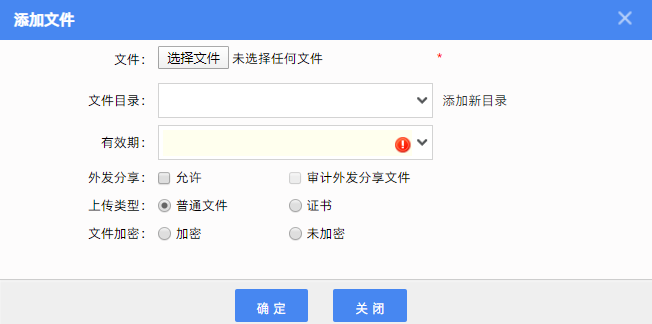 添加文件
文件： 选择文件 未选择任何文件 *
文件目录： 添加新目录
有效期：
外发分享： 允许 审计外发分享文件
上传类型： 普通文件 证书
文件加密： 加密 未加密
确 定 关 闭